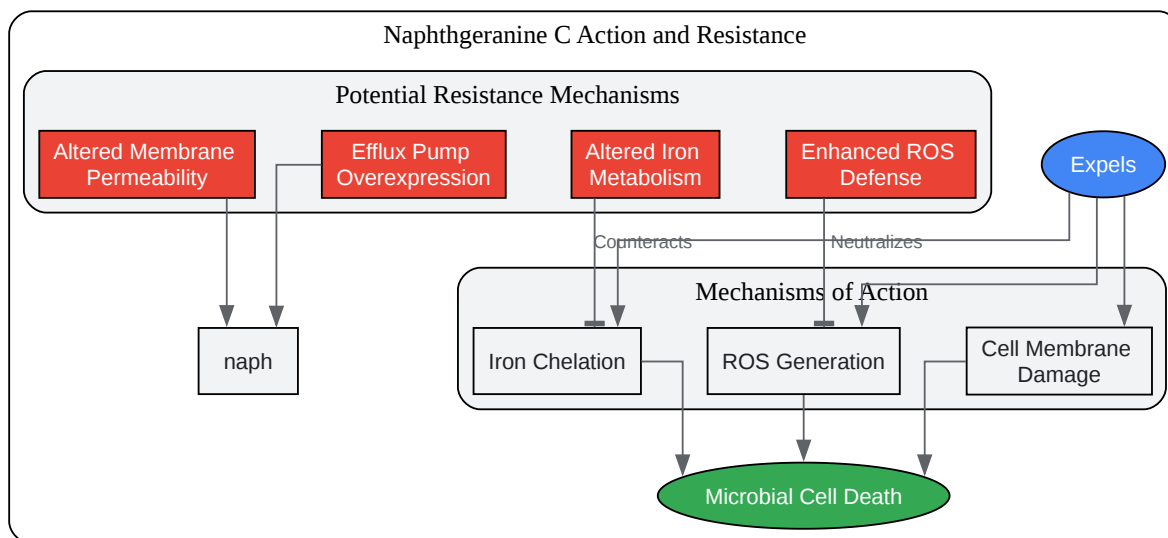 Naphthgeranine C Action and Resistance
Potential Resistance Mechanisms
Altered Membrane
Permeability
Efflux Pump
Overexpression
Altered Iron
Metabolism
Enhanced ROS
Defense
Expels
Counteracts
Neutralizes
Mechanisms of Action
naph
Iron Chelation
ROS Generation
Cell Membrane
Damage
Microbial Cell Death